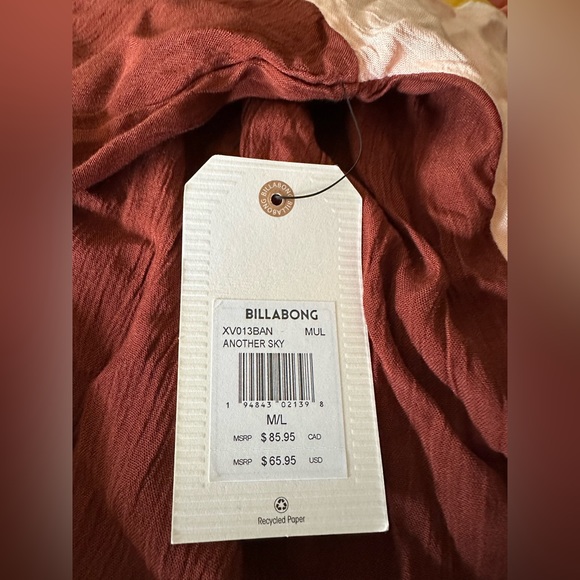 BILLABONG BILLABONG
BILLABONG
XV013BAN MUL
ANOTHER SKY
1 94843 02139 8
M/L
MSRP $85.95 CAD
MSRP $65.95 USD
Recycled Paper